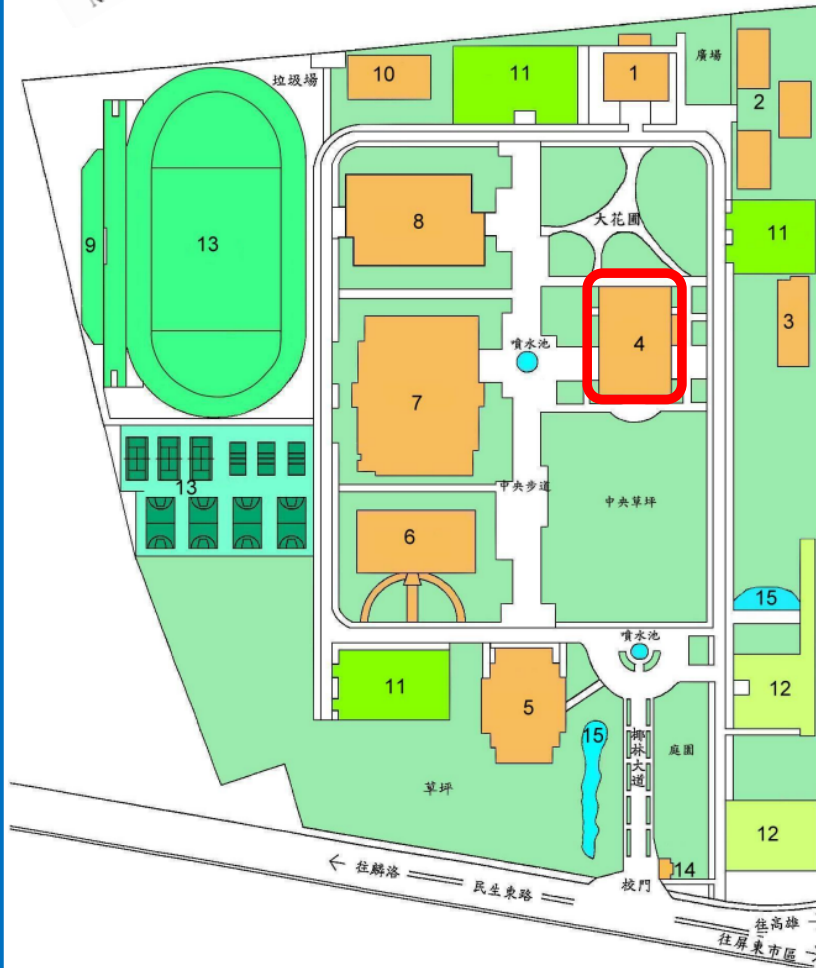 廣場
垃圾場
10
11
1
2
大花圃
8
11
9
13
3
噴水池
4
7
中央步道
中央草坪
13
6
15
噴水池
11
12
5
15
椰林大道
庭園
草坪
12
14
往麟洛
民生東路
校門
往高雄
往屏東市區